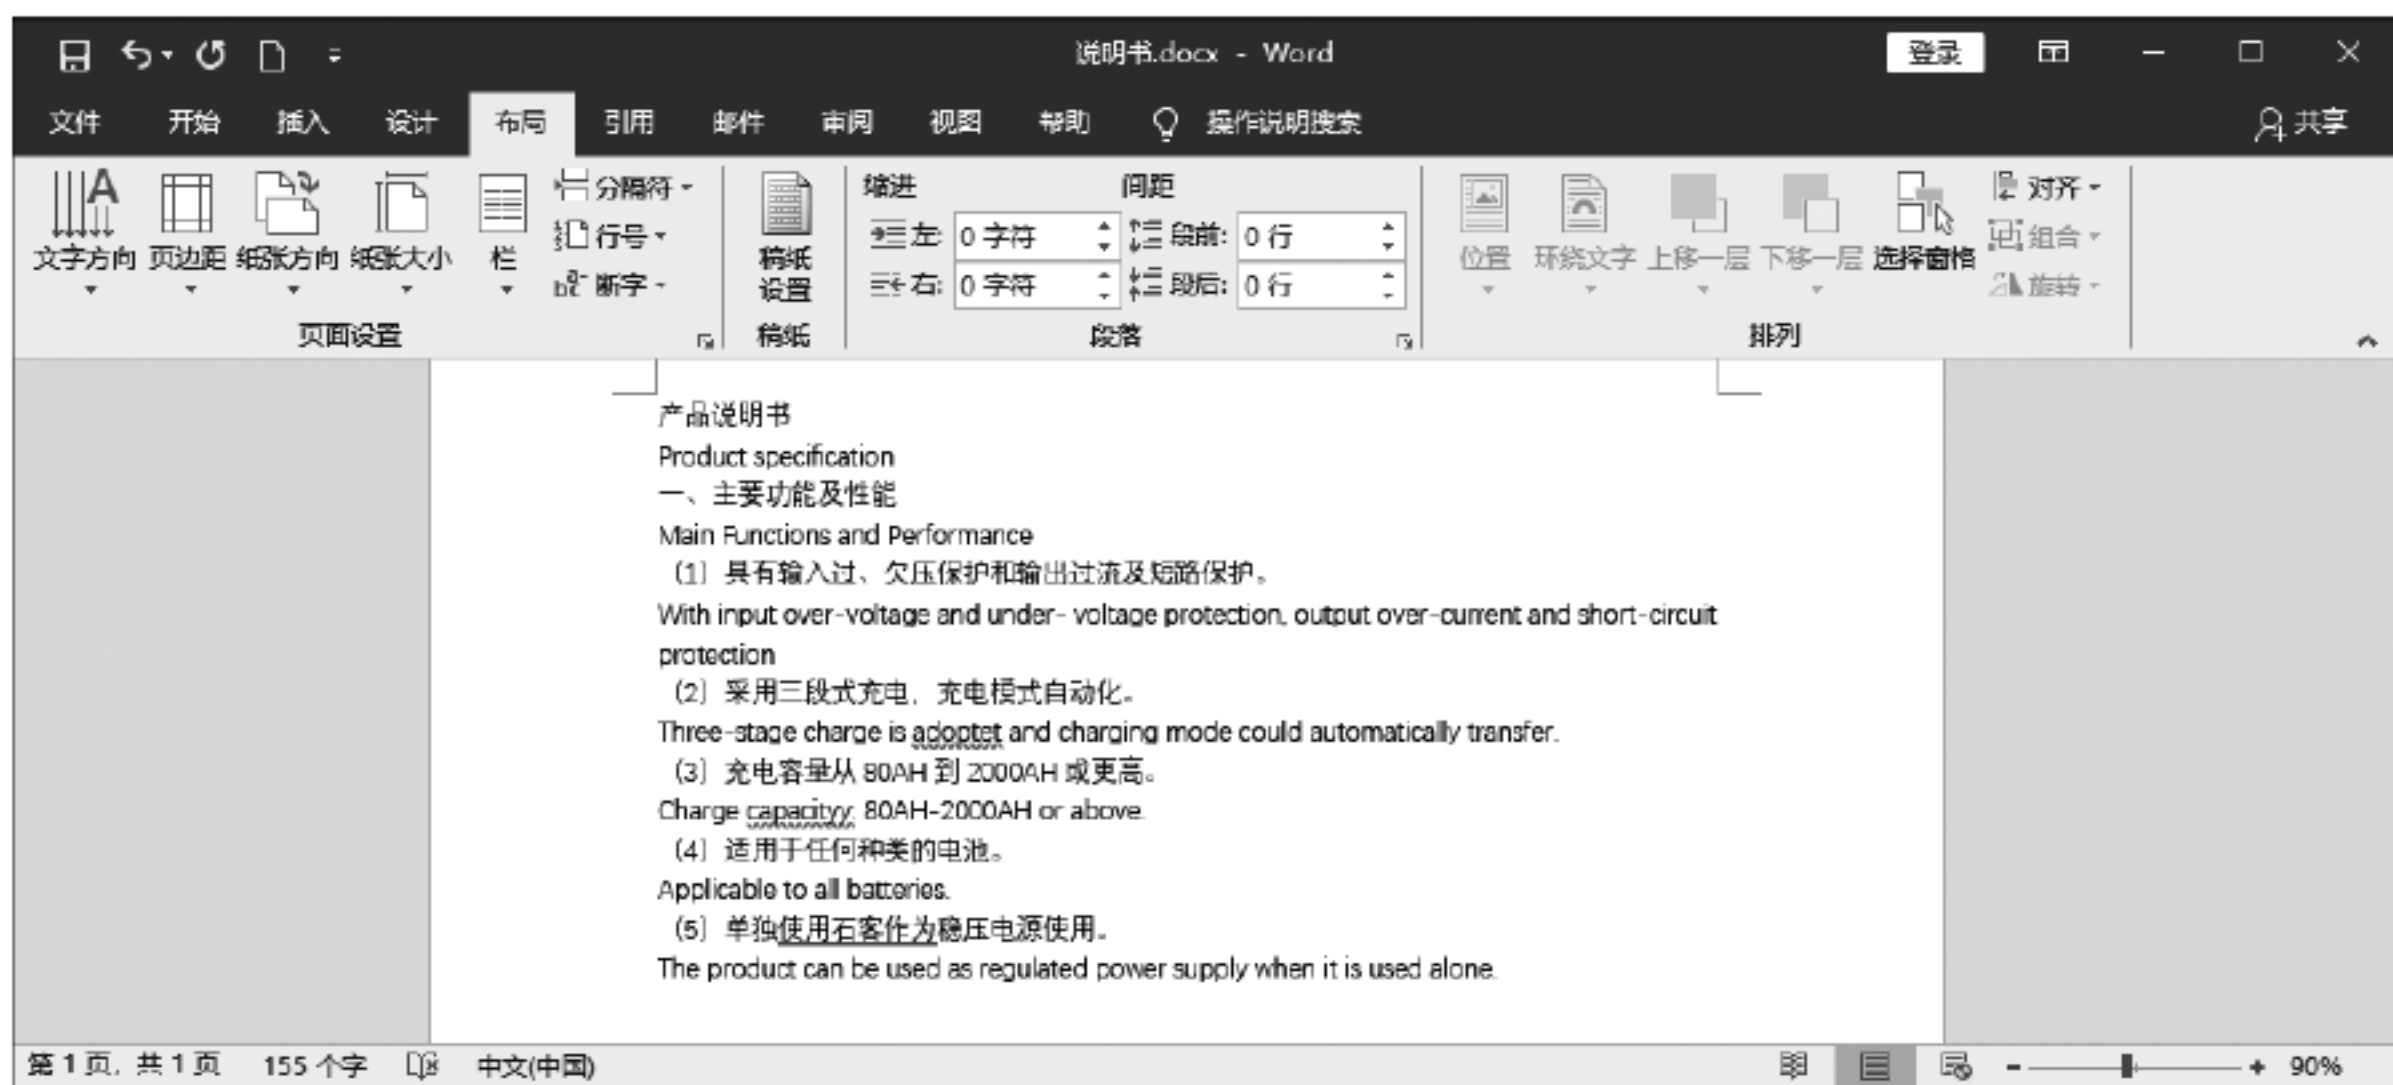 说明书.docx - Word
登录
文件 开始 插入 设计 布局 引用 邮件 审阅 视图 帮助 操作说明搜索 共享
文字方向 页边距 纸张方向 纸张大小 栏
分隔符
行号
断字
页面设置
稿纸
设置
稿纸
缩进 间距
左: 0 字符 段前: 0 行
右: 0 字符 段后: 0 行
段落
位置 环绕文字 上移一层 下移一层 选择窗格
对齐
组合
旋转
排列
产品说明书
Product specification
一、主要功能及性能
Main Functions and Performance
（1）具有输入过、欠压保护和输出过流及短路保护。
With input over-voltage and under- voltage protection, output over-current and short-circuit
protection
（2）采用三段式充电，充电模式自动化。
Three-stage charge is adoptet and charging mode could automatically transfer.
（3）充电容量从 80AH 到 2000AH 或更高。
Charge capacityy: 80AH-2000AH or above.
（4）适用于任何种类的电池。
Applicable to all batteries.
（5）单独使用石客作为稳压电源使用。
The product can be used as regulated power supply when it is used alone.
第 1 页，共 1 页 155 个字 中文(中国) 90%